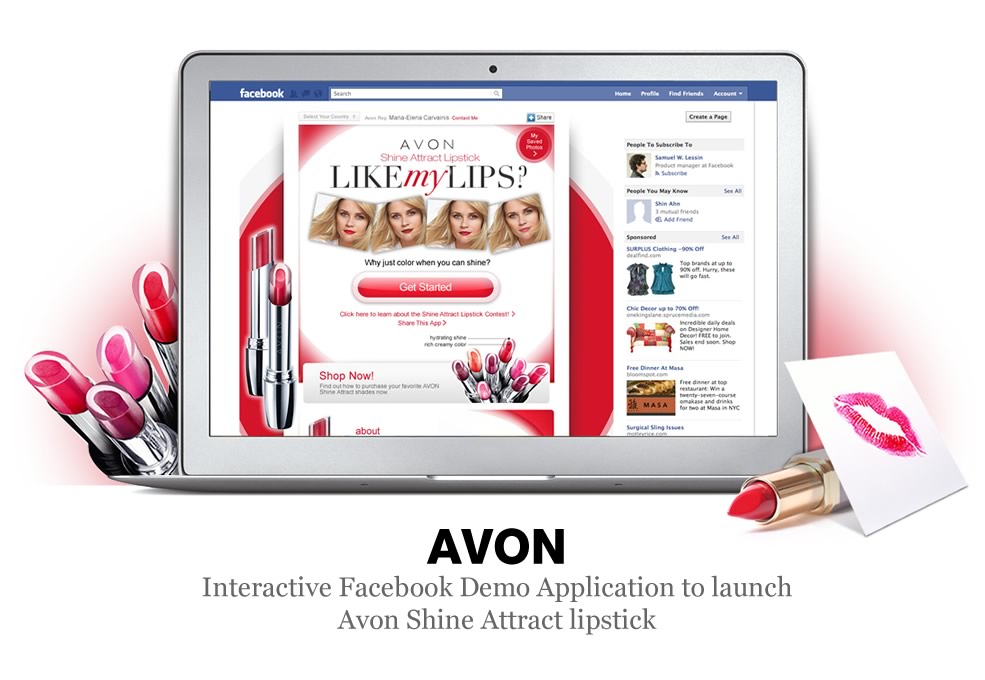 facebook
Search
Home
Profile
Find Friends
Account
Select Your Country
Avon Rep Maria-Elena Carvainis Contact Me
Share
My
Saved
Photos
AVON
Shine Attract Lipstick
LIKE my LIPS?
Why just color when you can shine?
Get Started
Click here to learn about the Shine Attract Lipstick Contest!
Share This App
hydrating shine
rich creamy color
Shop Now!
Find out how to purchase your favorite AVON
Shine Attract shades now.
about
Create a Page
People To Subscribe To
Samuel W. Lessin
Product manager at Facebook
Subscribe
People You May Know
See All
Shin Ahn
3 mutual friends
Add Friend
Sponsored
See All
SURPLUS Clothing -90% Off
dealfind.com
Top brands at up to
90% off. Hurry, these
will go fast.
Chic Decor up to 70% Off!
onekingslane.sprucemedia.com
Incredible daily deals
on Designer Home
Decor! FREE to join.
Sales end soon. Shop
NOW!
Free Dinner At Masa
bloomspot.com
MASA
Free dinner at top
restaurant: Win a
twenty-seven-course
omakase and drinks
for two at Masa in NYC
Surgical Sling Issues
motleyrice.com
AVON
Interactive Facebook Demo Application to launch
Avon Shine Attract lipstick